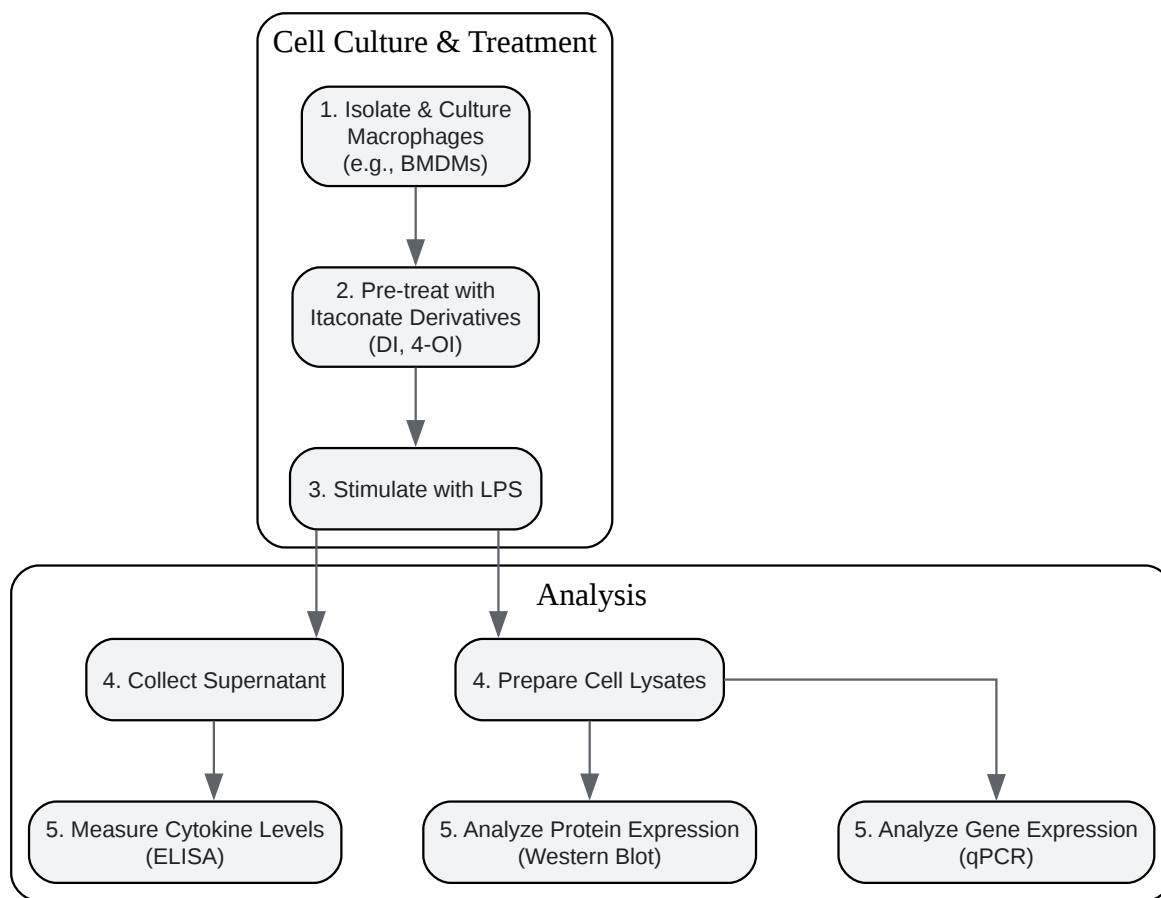 Cell Culture & Treatment
1. Isolate & Culture
Macrophages
(e.g., BMDMs)
2. Pre-treat with
Itaconate Derivatives
(DI, 4-OI)
3. Stimulate with LPS
Analysis
4. Collect Supernatant
4. Prepare Cell Lysates
5. Measure Cytokine Levels
(ELISA)
5. Analyze Protein Expression
(Western Blot)
5. Analyze Gene Expression
(qPCR)